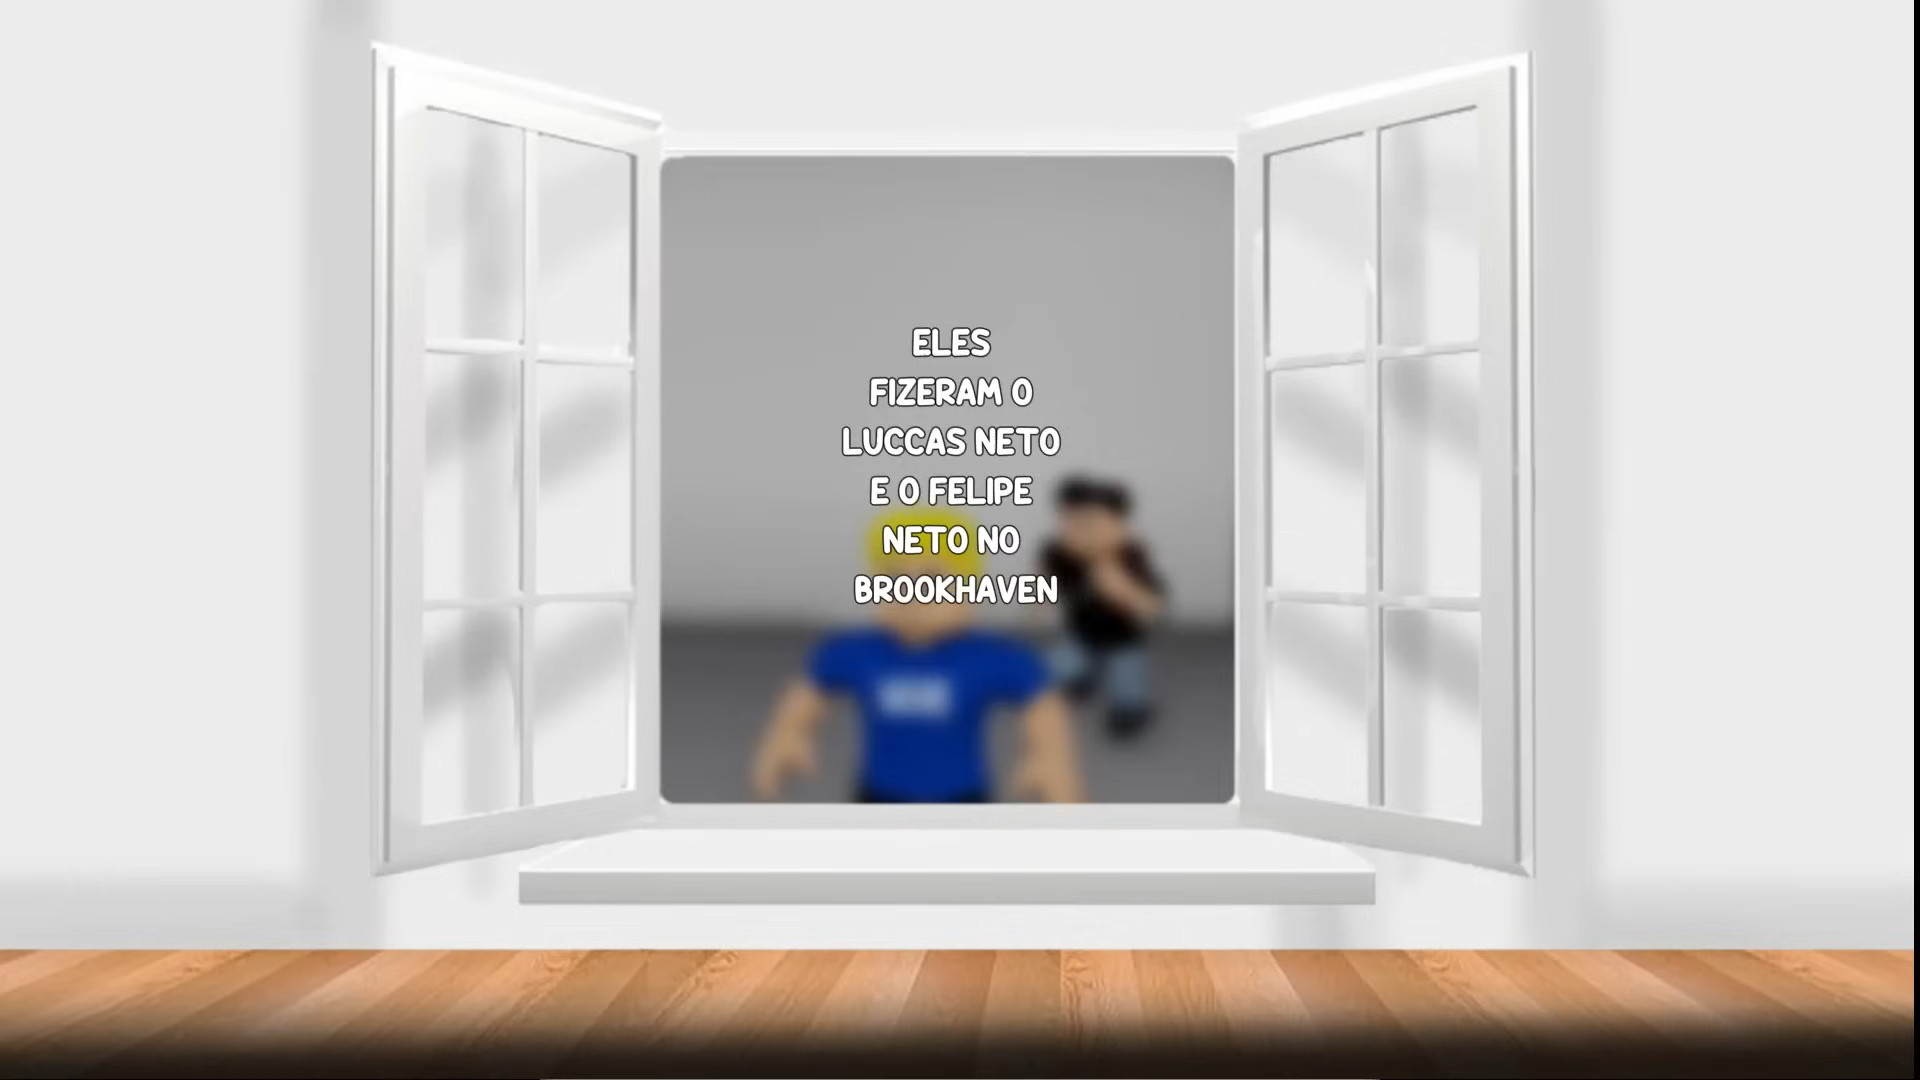 ELES
FIZERAM O
LUCCAS NETO
E O FELIPE
NETO NO
BROOKHAVEN